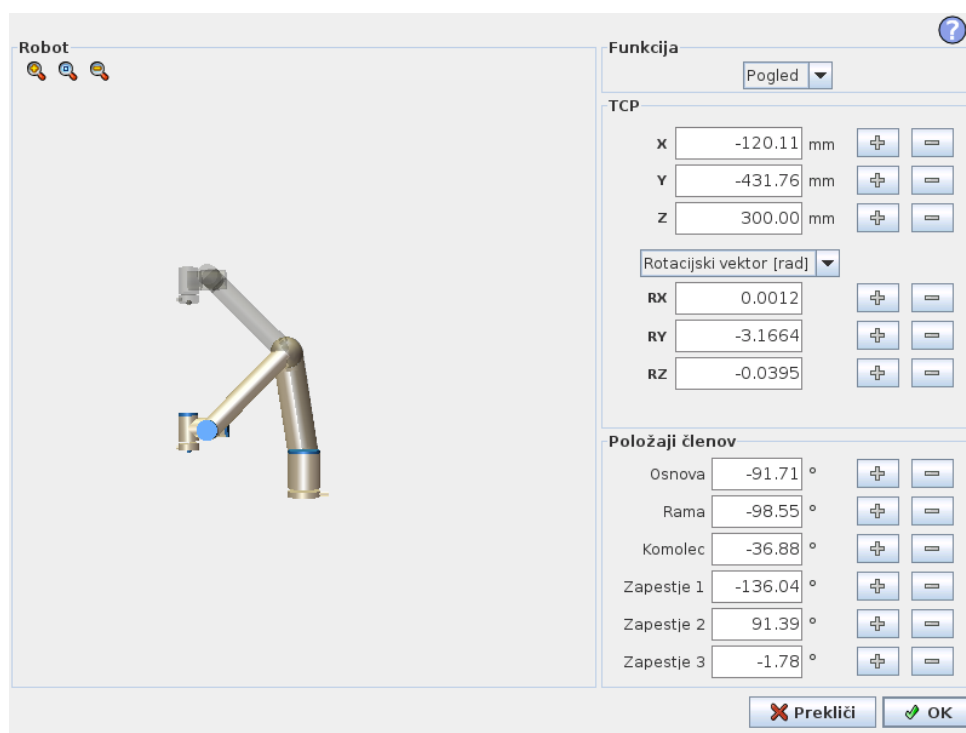 Robot
Funkcija
Pogled
TCP
X -120.11 mm
Y -431.76 mm
Z 300.00 mm
Rotacijski vektor [rad]
RX 0.0012
RY -3.1664
RZ -0.0395
Položaji členov
Osnova -91.71 °
Rama -98.55 °
Komolec -36.88 °
Zapestje 1 -136.04 °
Zapestje 2 91.39 °
Zapestje 3 -1.78 °
Prekliči OK